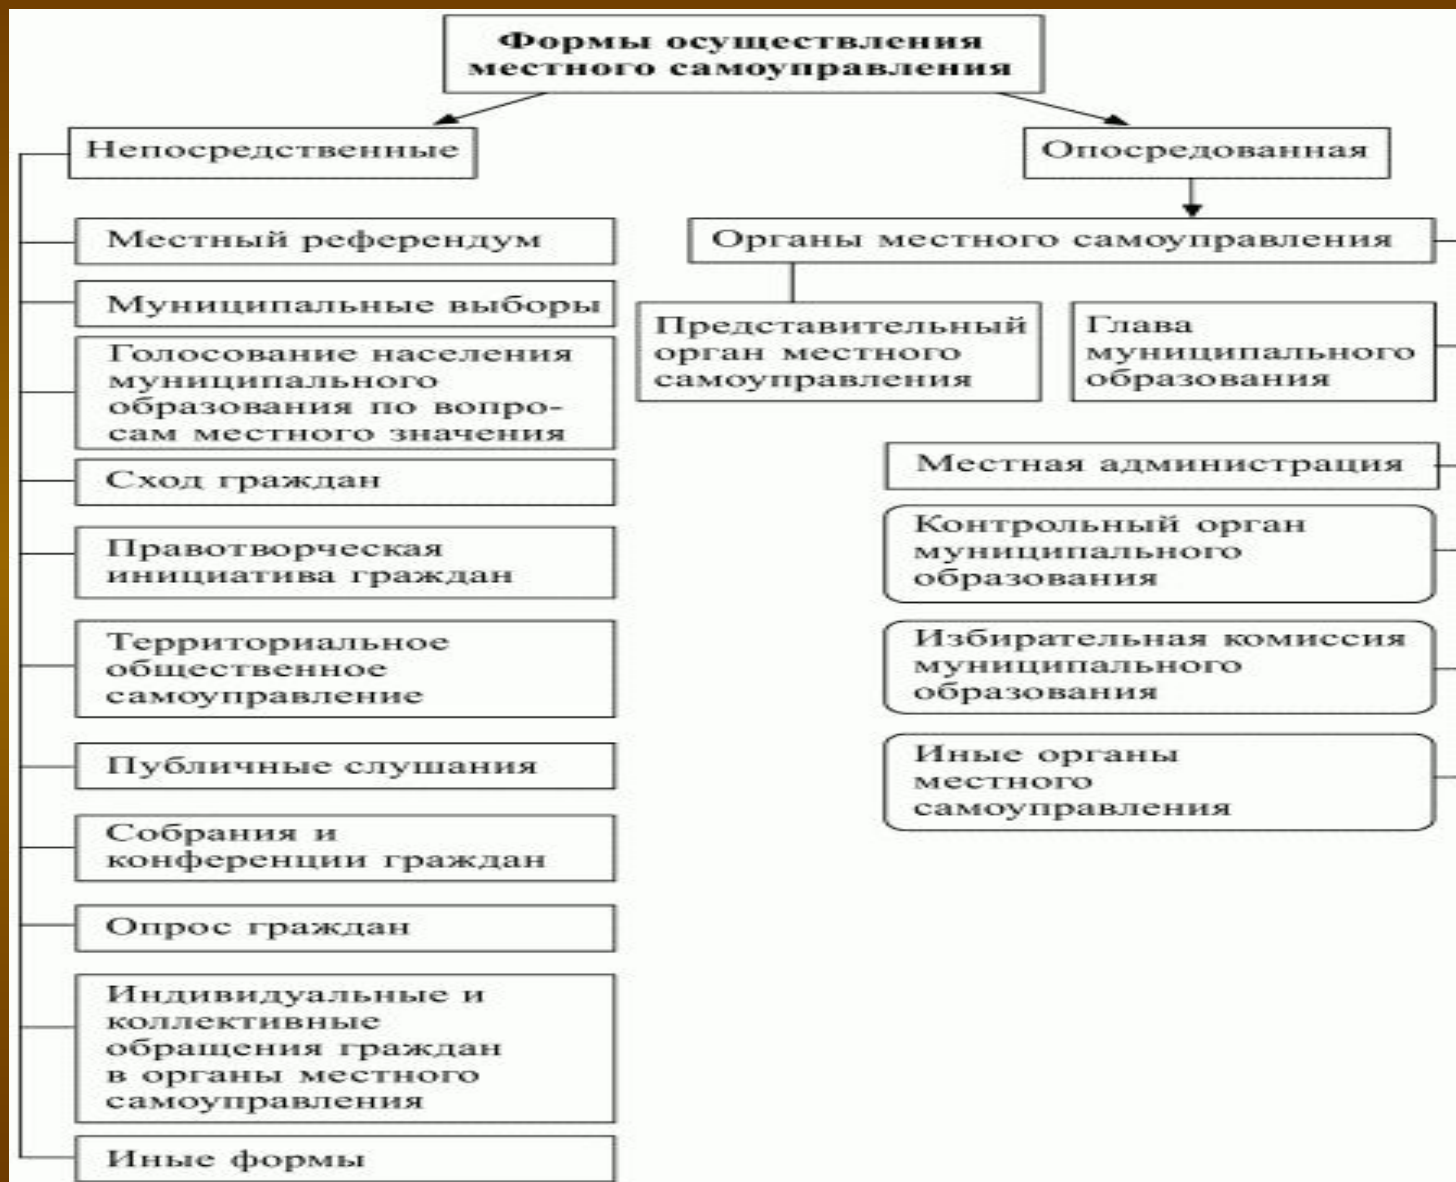 Формы осуществления
местного самоуправления
Непосредственные
Местный референдум
Муниципальные выборы
Голосование населения
муниципального
образования по вопро-
сам местного значения
Сход граждан
Правотворческая
инициатива граждан
Территориальное
общественное
самоуправление
Публичные слушания
Собрания и
конференции граждан
Опрос граждан
Индивидуальные и
коллективные
обращения граждан
в органы местного
самоуправления
Иные формы
Опосредованная
Органы местного самоуправления
Представительный
орган местного
самоуправления
Глава
муниципального
образования
Местная администрация
Контрольный орган
муниципального
образования
Избирательная комиссия
муниципального
образования
Иные органы
местного
самоуправления